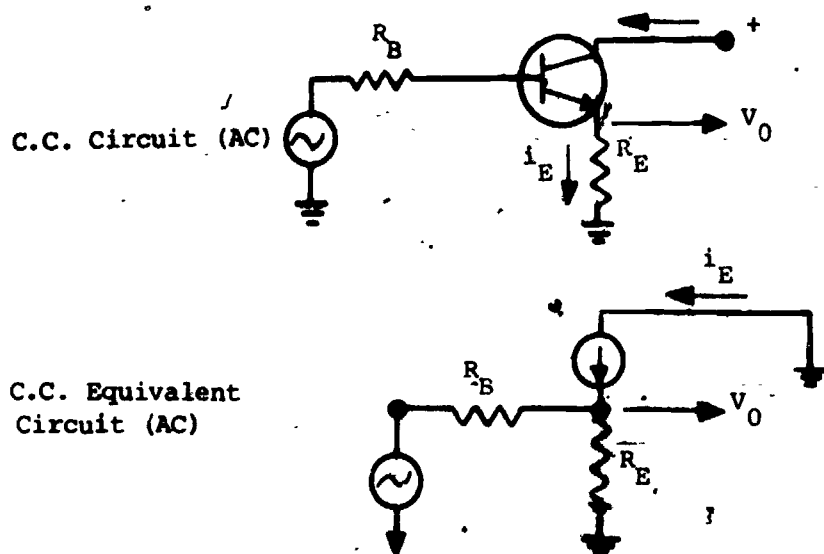 R_B
+
C.C. Circuit (AC)
V_0
i_E
R_E
i_E
C.C. Equivalent
Circuit (AC)
R_B
V_0
R_E